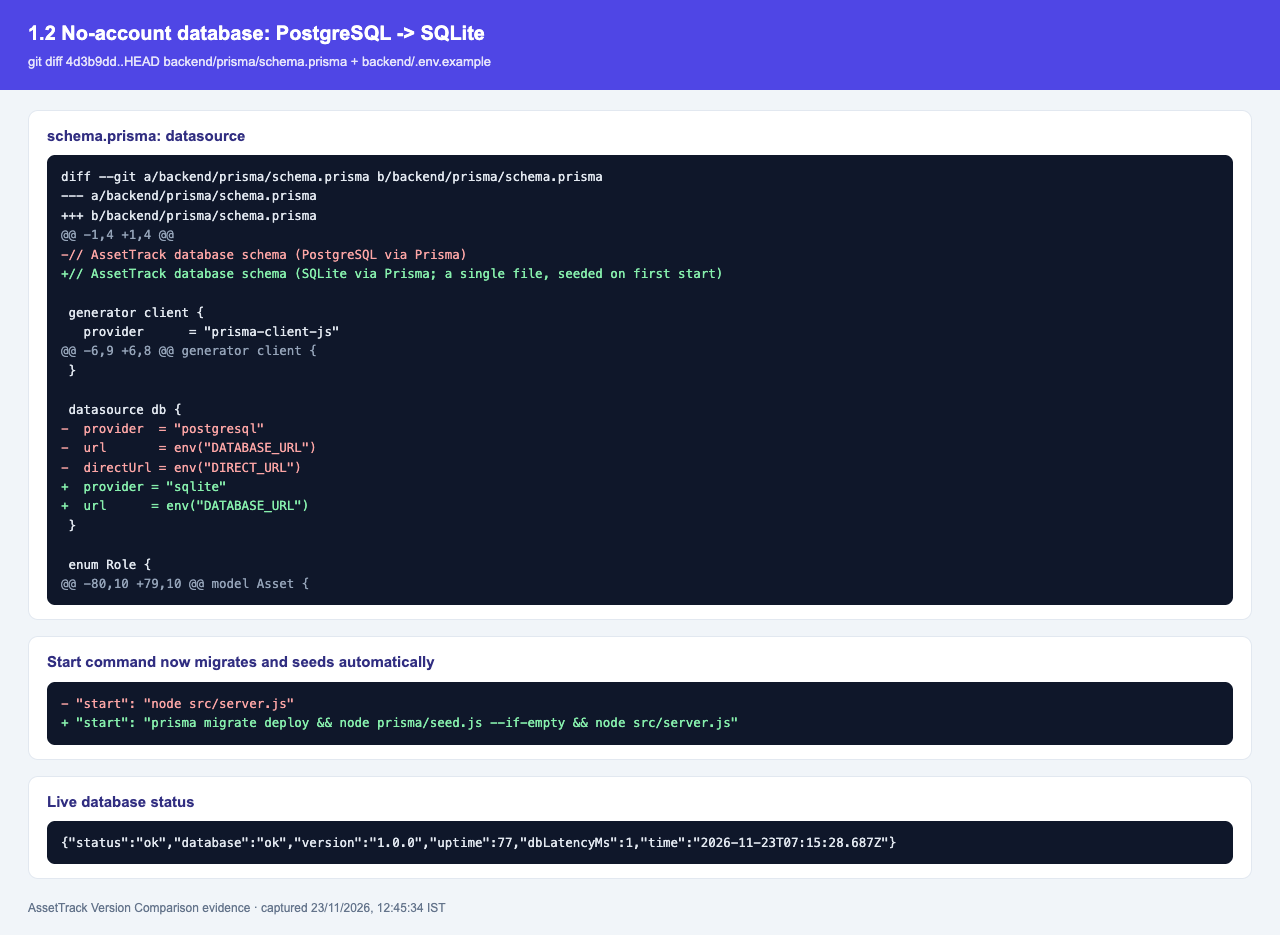 1.2 No-account database: PostgreSQL -> SQLite
git diff 4d3b9dd..HEAD backend/prisma/schema.prisma + backend/.env.example
schema.prisma: datasource
diff --git a/backend/prisma/schema.prisma b/backend/prisma/schema.prisma
--- a/backend/prisma/schema.prisma
+++ b/backend/prisma/schema.prisma
@@ -1,4 +1,4 @@
-// AssetTrack database schema (PostgreSQL via Prisma)
+// AssetTrack database schema (SQLite via Prisma; a single file, seeded on first start)
 generator client {
   provider      = "prisma-client-js"
@@ -6,9 +6,8 @@ generator client {
 }
 datasource db {
-  provider  = "postgresql"
-  url       = env("DATABASE_URL")
-  directUrl = env("DIRECT_URL")
+  provider = "sqlite"
+  url      = env("DATABASE_URL")
 }
 enum Role {
@@ -80,10 +79,10 @@ model Asset {
Start command now migrates and seeds automatically
- "start": "node src/server.js"
+ "start": "prisma migrate deploy && node prisma/seed.js --if-empty && node src/server.js"
Live database status
{"status":"ok","database":"ok","version":"1.0.0","uptime":77,"dbLatencyMs":1,"time":"2026-11-23T07:15:28.687Z"}
AssetTrack Version Comparison evidence · captured 23/11/2026, 12:45:34 IST